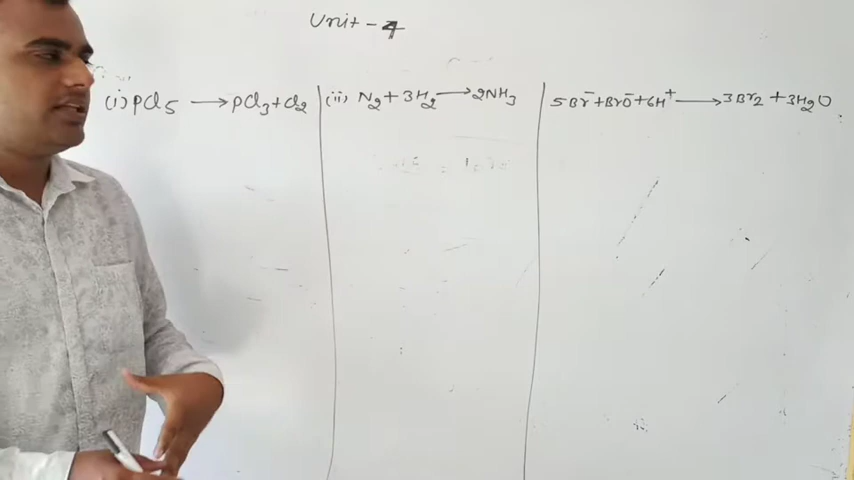 Unit - 4
(i) PCl₅ → PCl₃ + Cl₂
(ii) N₂ + 3H₂ → 2NH₃
5Br⁻ + BrO⁻ + 6H⁺ → 3Br₂ + 3H₂O